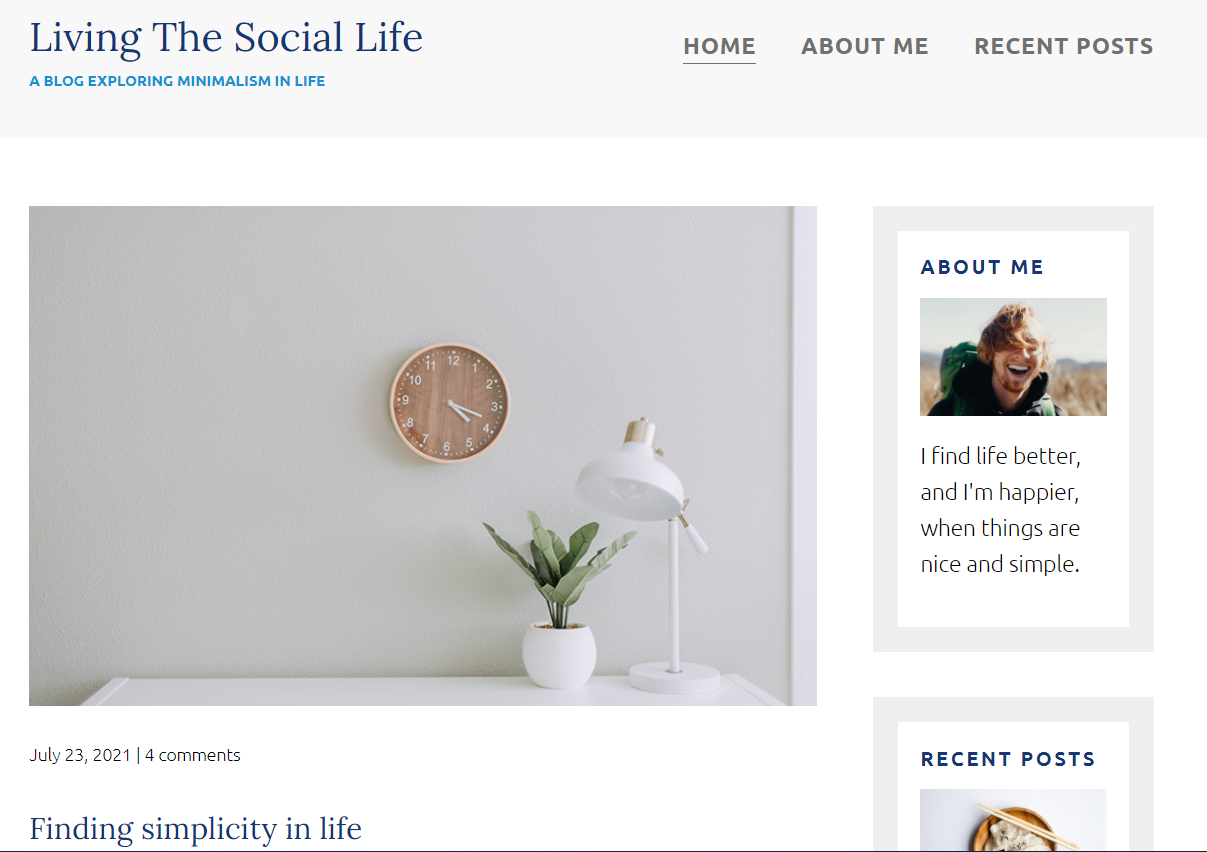 Living The Social Life
A BLOG EXPLORING MINIMALISM IN LIFE
HOME ABOUT ME RECENT POSTS
12
1
2
3
4
5
6
7
8
9
10
11
July 23, 2021 | 4 comments
Finding simplicity in life
ABOUT ME
I find life better,
and I'm happier,
when things are
nice and simple.
RECENT POSTS